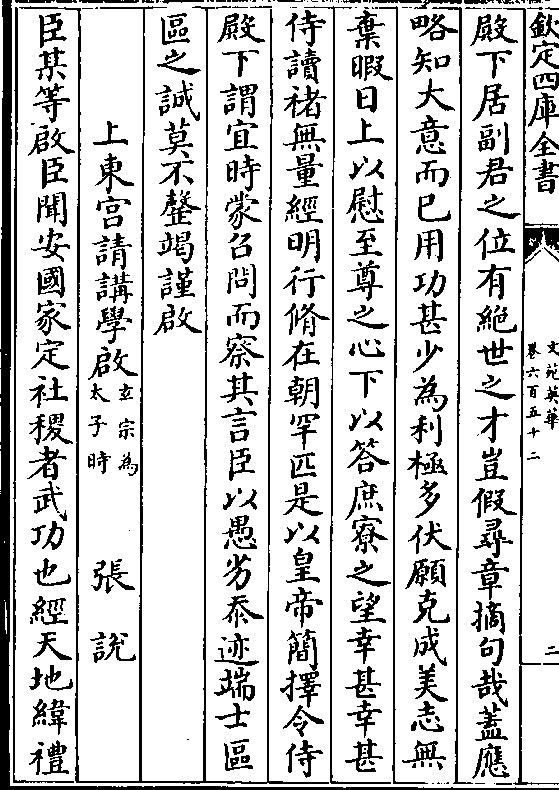 欽定四庫全書
文苑英華
卷六百五十二
二
殿下居副君之位有絶世之才豈假尋章摘句哉蓋應
略知大意而已用功甚少為利極多伏願克成美志無
棄暇日上以慰至尊之心下以答庶寮之望幸甚幸甚
侍讀褚無量經明行脩在朝罕匹是以皇帝簡擇令侍
殿下謂宜時蒙召問而察其言臣以愚劣忝迹端士區
區之誠莫不罄竭謹啟
上東宫請講學啟
玄宗為
太子時
張說
臣某等啟臣聞安國家定社稷者武功也經天地緯禮